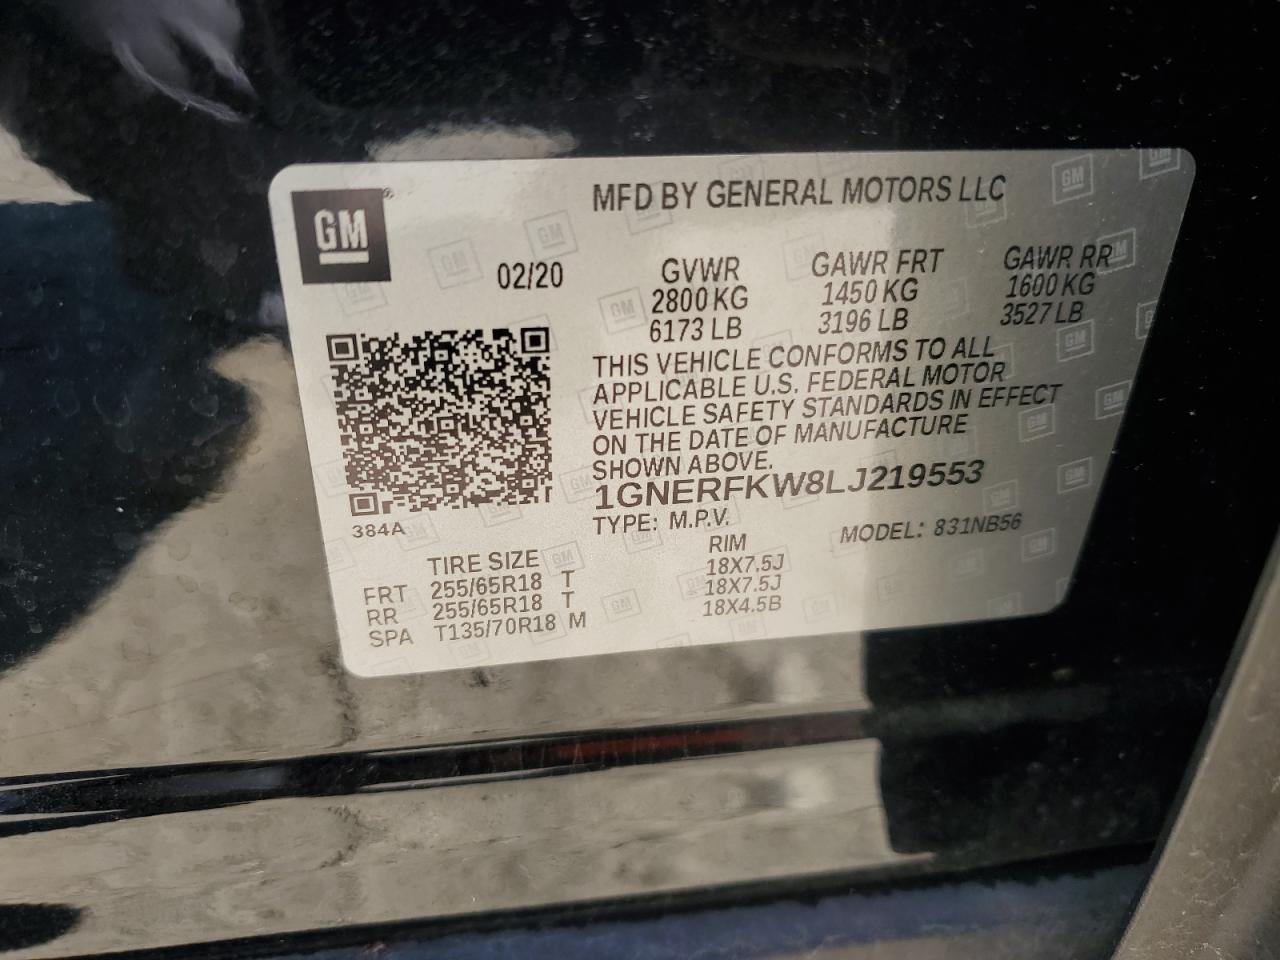 GM
MFD BY GENERAL MOTORS LLC
02/20
GVWR GAWR FRT GAWR RR
2800 KG 1450 KG 1600 KG
6173 LB 3196 LB 3527 LB
THIS VEHICLE CONFORMS TO ALL
APPLICABLE U.S. FEDERAL MOTOR
VEHICLE SAFETY STANDARDS IN EFFECT
ON THE DATE OF MANUFACTURE
SHOWN ABOVE.
1GNERFKW8LJ219553
TYPE: M.P.V. MODEL: 831NB56
384A
TIRE SIZE RIM
FRT 255/65R18 T 18X7.5J
RR 255/65R18 T 18X7.5J
SPA T135/70R18 M 18X4.5B